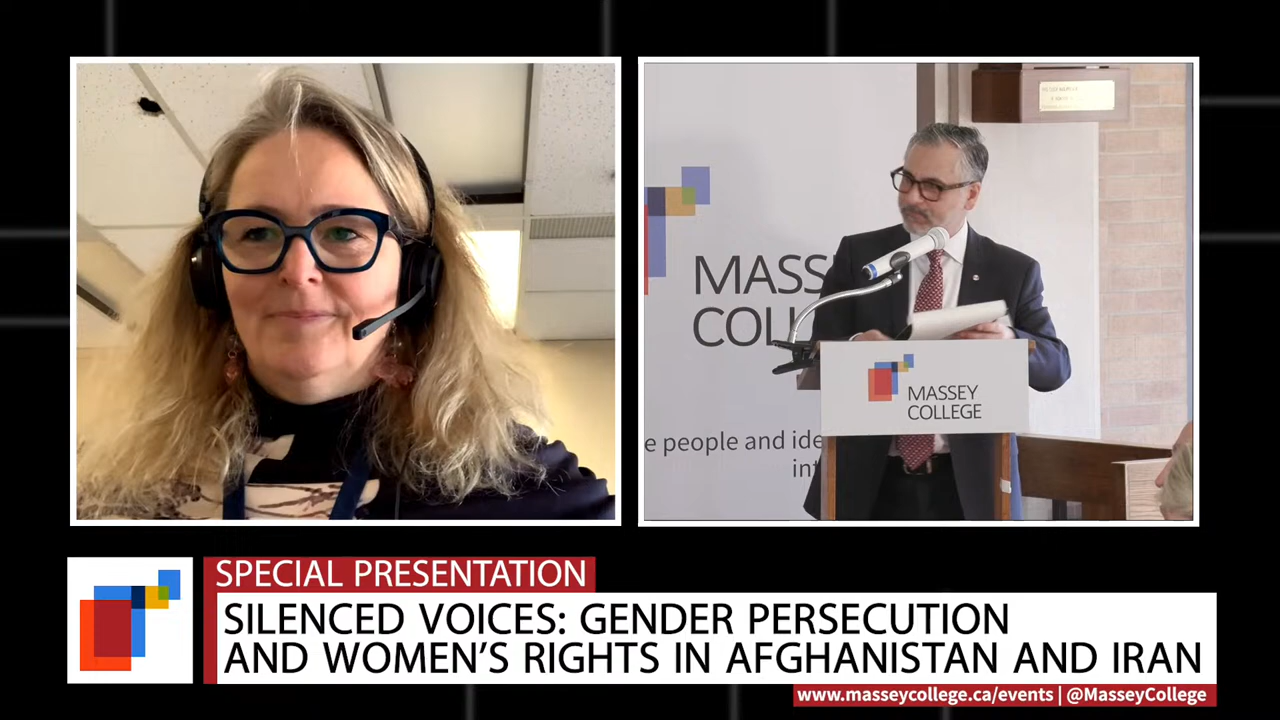 MASS
COLL
e people and ide
int
MASSEY
COLLEGE
SPECIAL PRESENTATION
SILENCED VOICES: GENDER PERSECUTION
AND WOMEN'S RIGHTS IN AFGHANISTAN AND IRAN
www.masseycollege.ca/events | @MasseyCollege